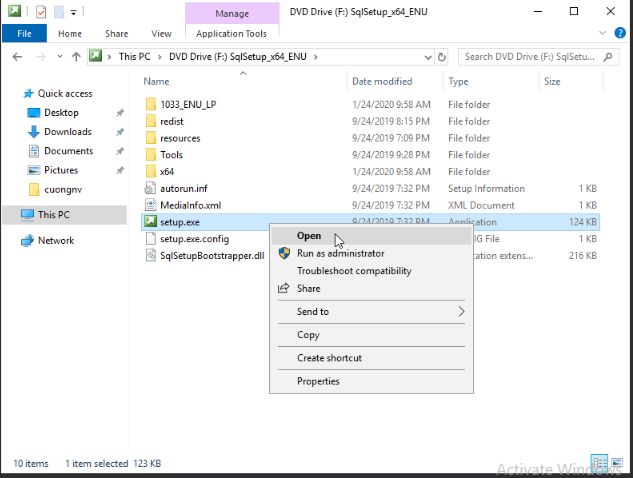 Manage DVD Drive (F:) SqlSetup_x64_ENU
File Home Share View Application Tools
This PC DVD Drive (F:) SqlSetup_x64_ENU Search DVD Drive (F:) SqlSetu...
Name Date modified Type Size
Quick access
Desktop
Downloads
Documents
Pictures
cuongnv
This PC
Network
1033_ENU_LP 1/24/2020 9:58 AM File folder
redist 9/24/2019 8:15 PM File folder
resources 9/24/2019 7:09 PM File folder
Tools 9/24/2019 9:28 PM File folder
x64 1/24/2020 9:58 AM File folder
autorun.inf 9/24/2019 7:32 PM Setup Information 1 KB
MediaInfo.xml 9/24/2019 7:32 PM XML Document 1 KB
setup.exe 9/24/2019 7:32 PM Application 124 KB
setup.exe.config IG File 1 KB
SqlSetupBootstrapper.dll cation extens... 216 KB
Open
Run as administrator
Troubleshoot compatibility
Share
Send to
Copy
Create shortcut
Properties
10 items 1 item selected 123 KB
Activate Windows